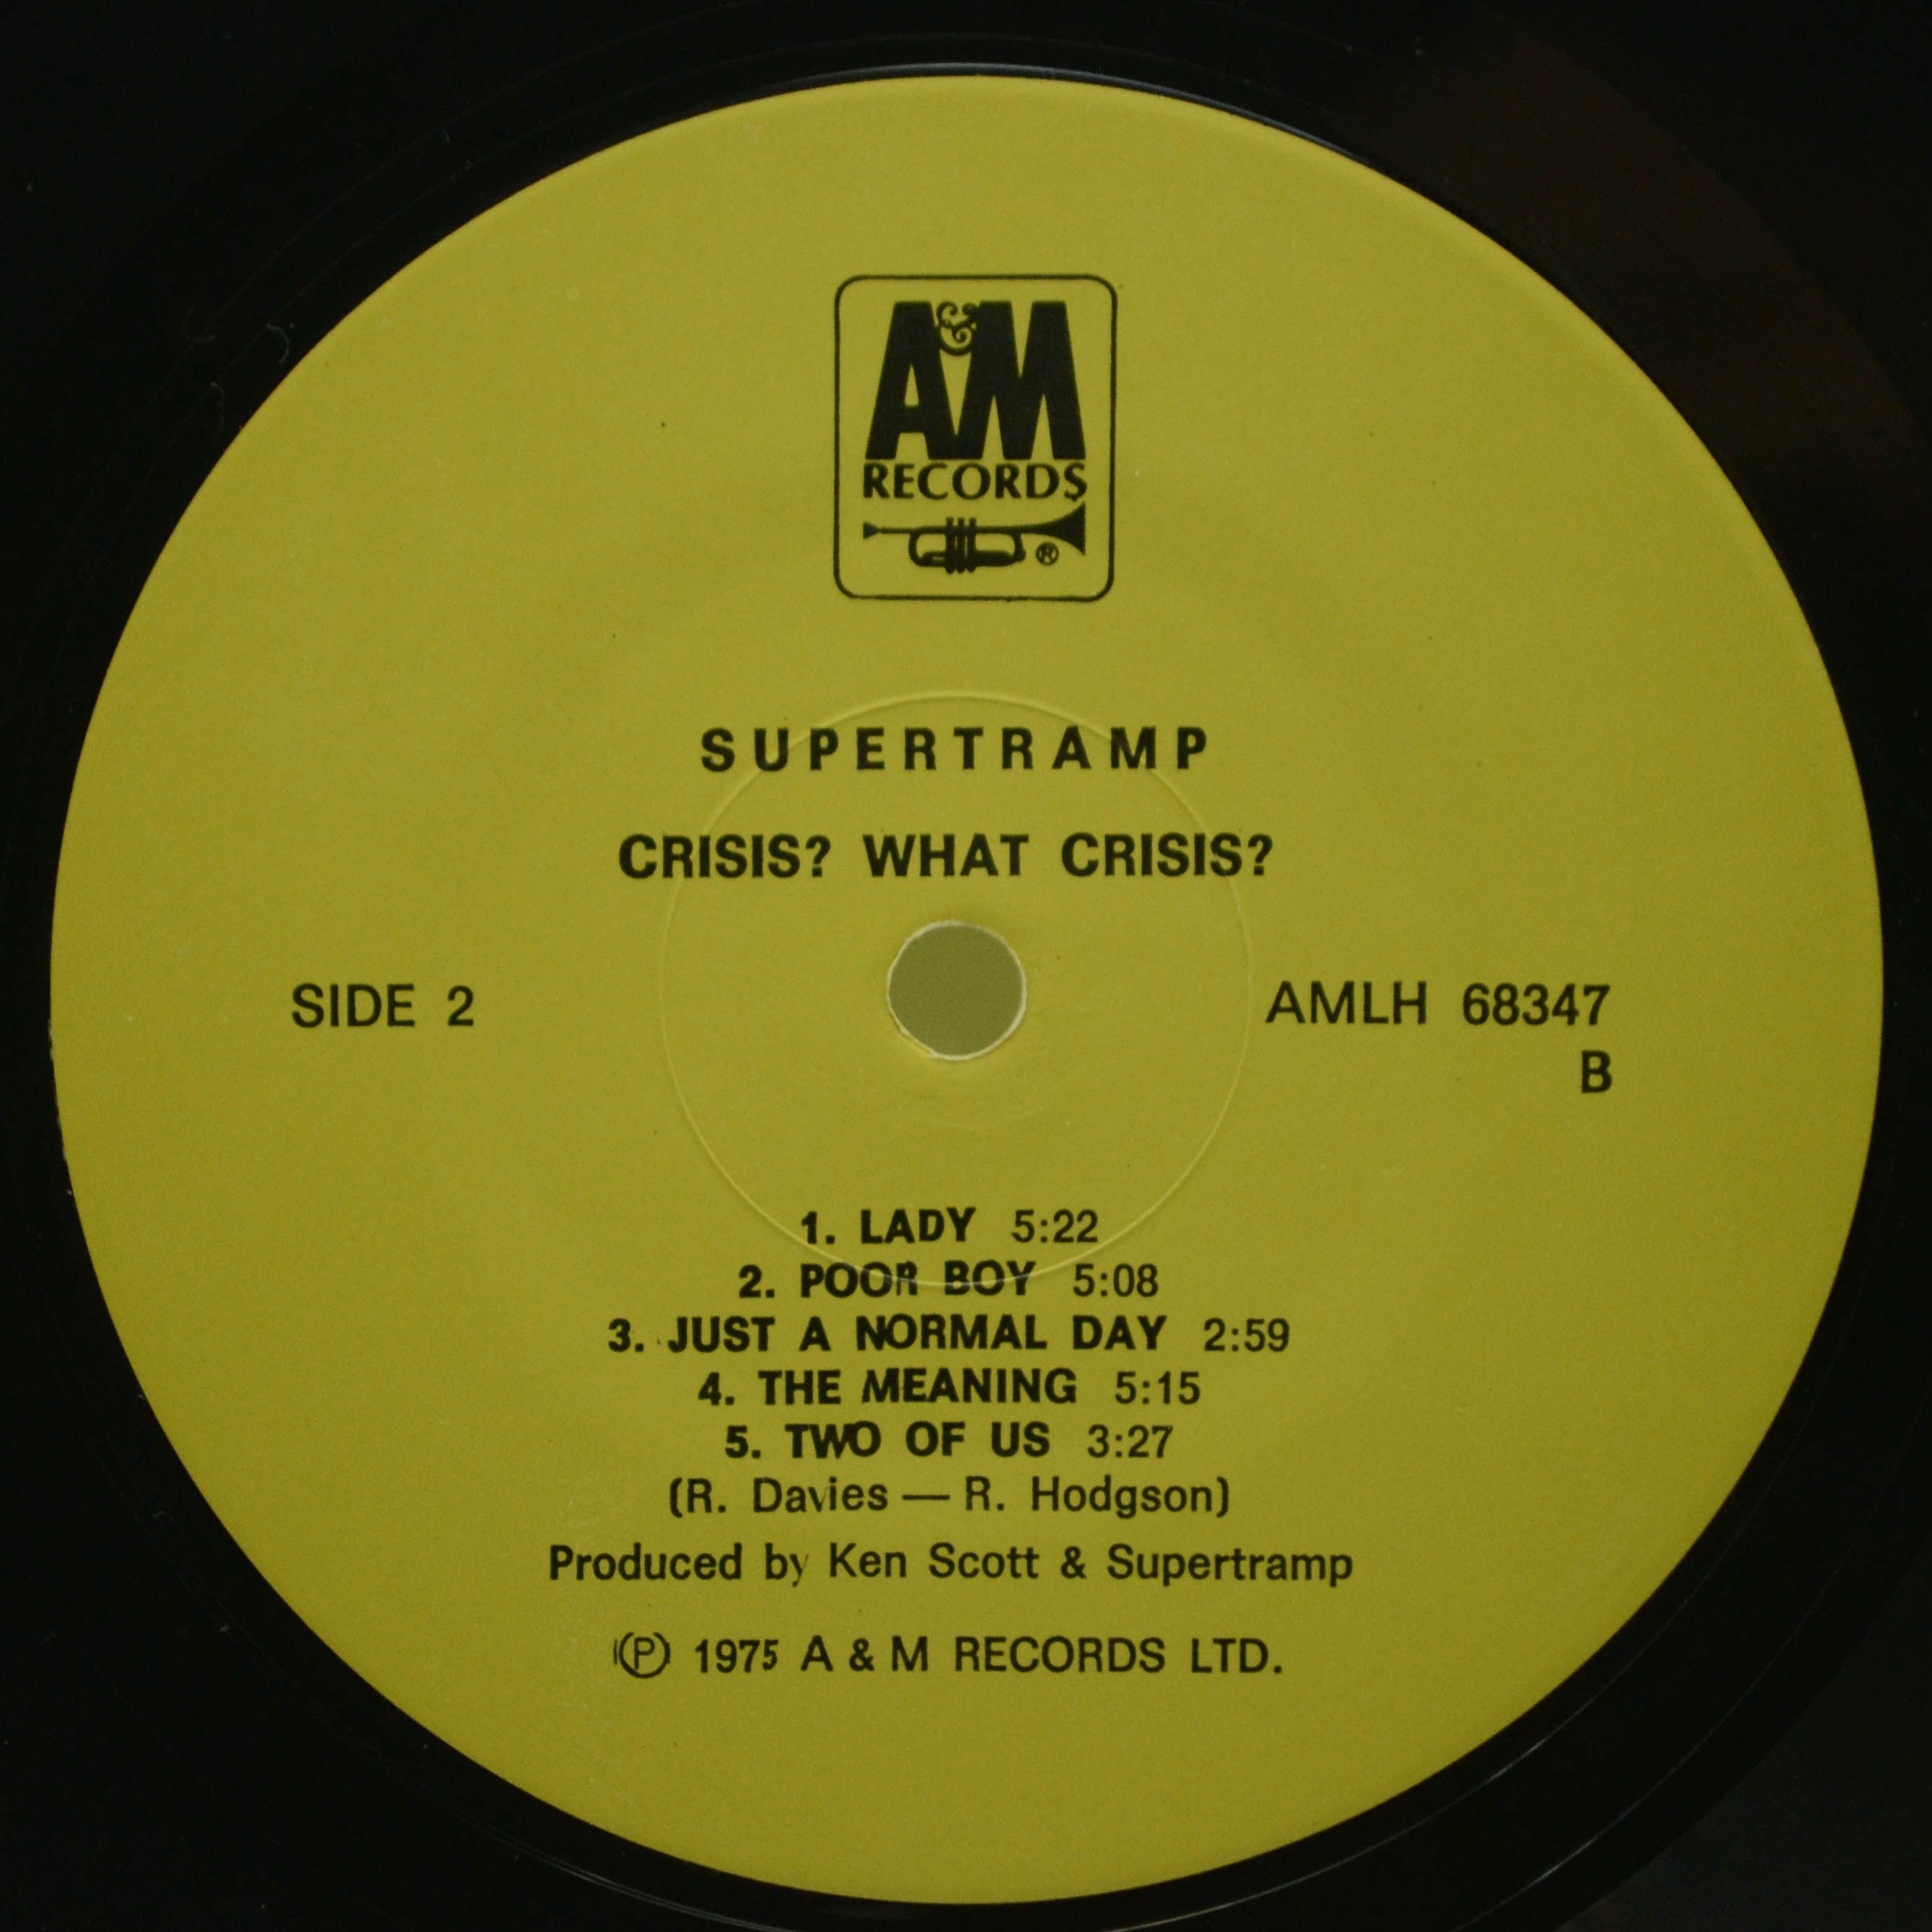 A&M
RECORDS
®
SUPERTRAMP
CRISIS? WHAT CRISIS?
SIDE 2
AMLH 68347
B
1. LADY 5:22
2. POOR BOY 5:08
3. JUST A NORMAL DAY 2:59
4. THE MEANING 5:15
5. TWO OF US 3:27
(R. Davies — R. Hodgson)
Produced by Ken Scott & Supertramp
℗ 1975 A & M RECORDS LTD.